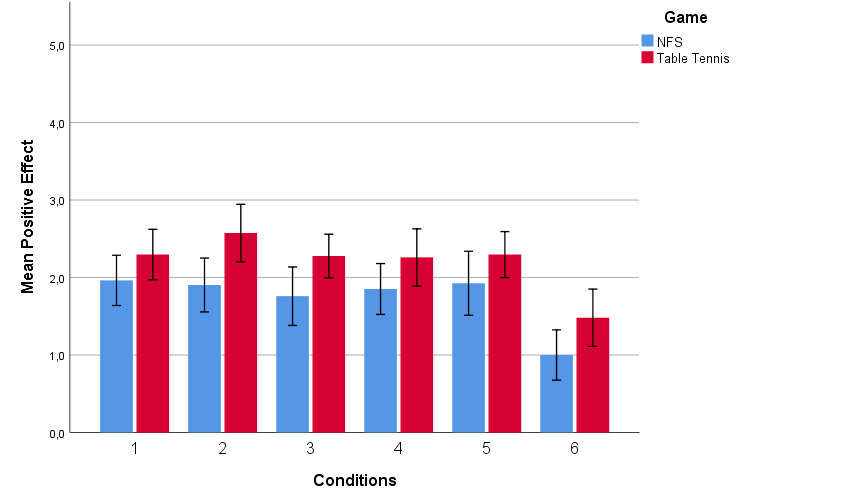 Game
NFS
Table Tennis
Mean Positive Effect
5,0
4,0
3,0
2,0
1,0
0,0
1 2 3 4 5 6
Conditions